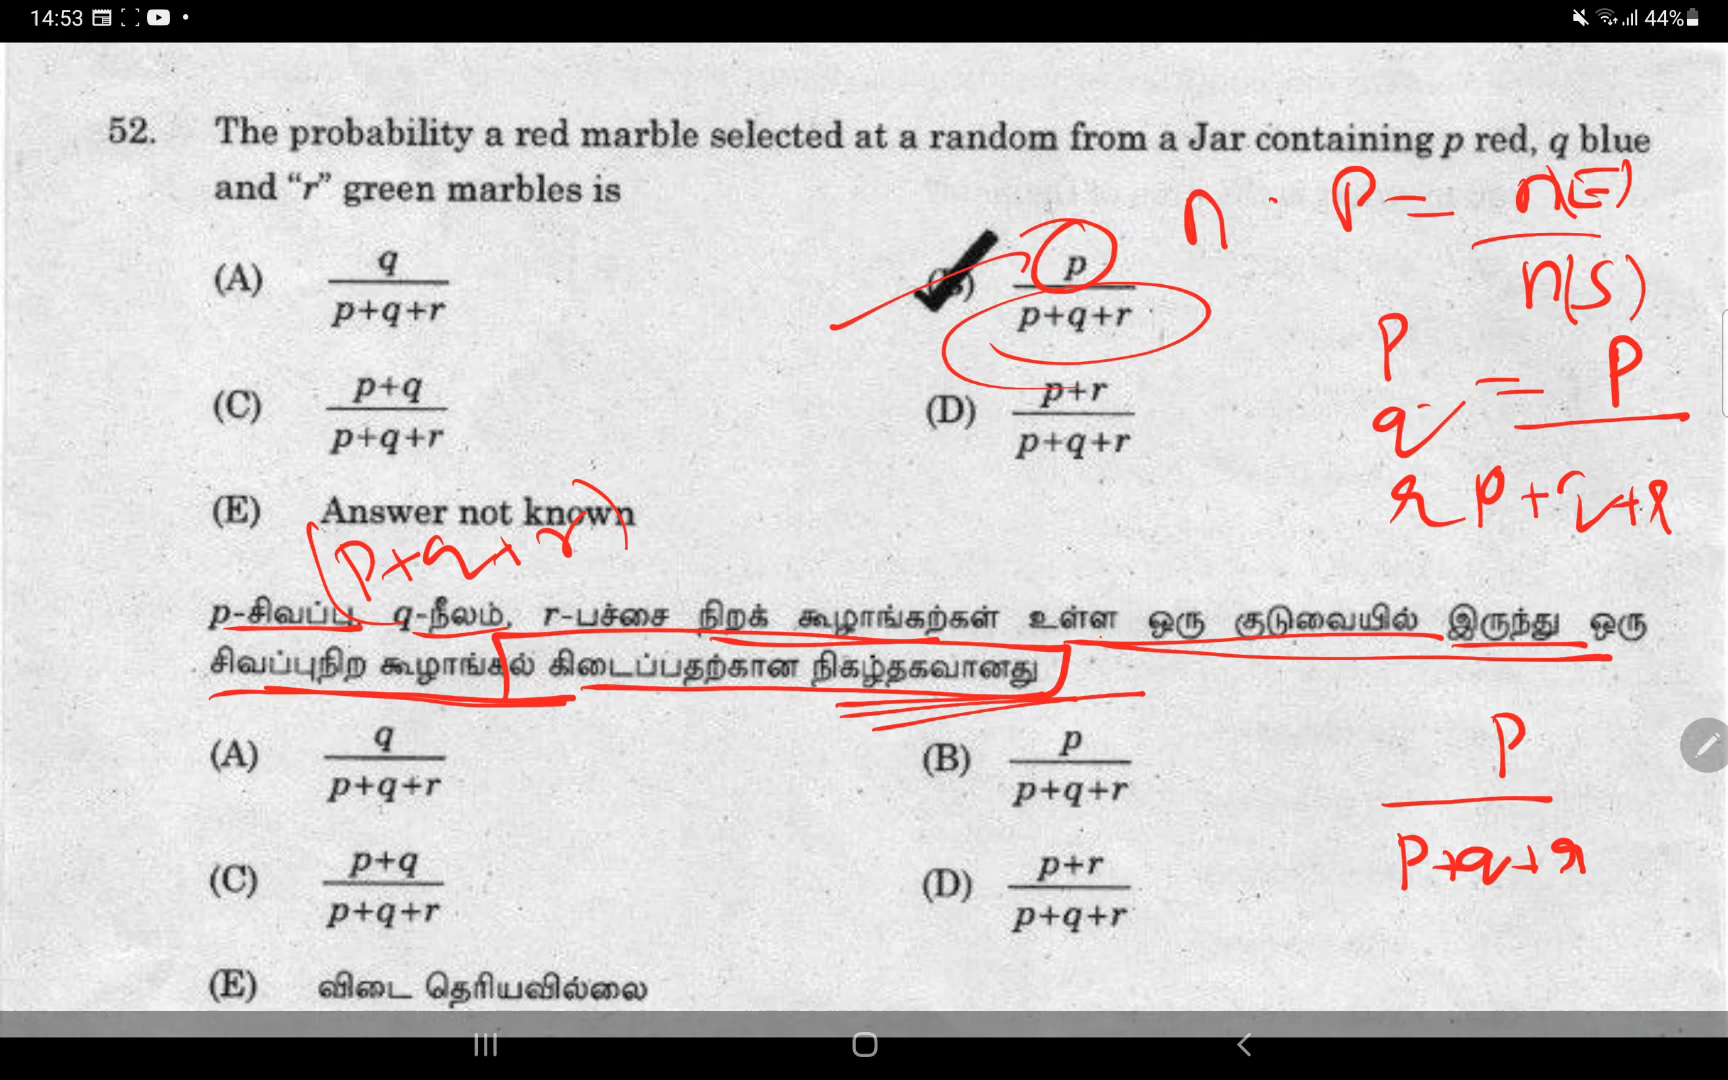 14:53 44%
52. The probability a red marble selected at a random from a Jar containing p red, q blue
and “r” green marbles is
n . P = n(E)
n(S)
(A) q
p+q+r
p
p+q+r
P
q = P
r P+q+r
(C) p+q
p+q+r
(D) p+r
p+q+r
(E) Answer not known
(P+q+r)
p-சிவப்பு, q-நீலம், r-பச்சை நிறக் கூழாங்கற்கள் உள்ள ஒரு குடுவையில் இருந்து ஒரு
சிவப்புநிற கூழாங்கல் கிடைப்பதற்கான நிகழ்தகவானது
(A) q
p+q+r
(B) p
p+q+r
P
P+q+r
(C) p+q
p+q+r
(D) p+r
p+q+r
(E) விடை தெரியவில்லை